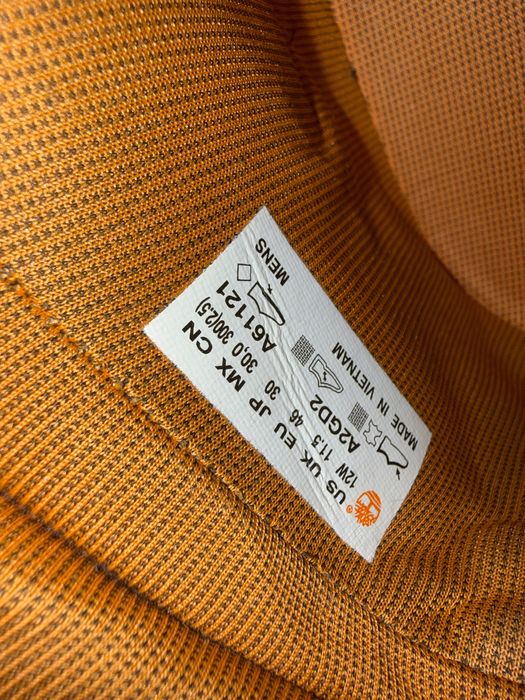 ®
US UK EU JP MX CN
12W 11.5 46 30 30.0 300(2.5)
A2GD2 A61121
MADE IN VIETNAM MENS